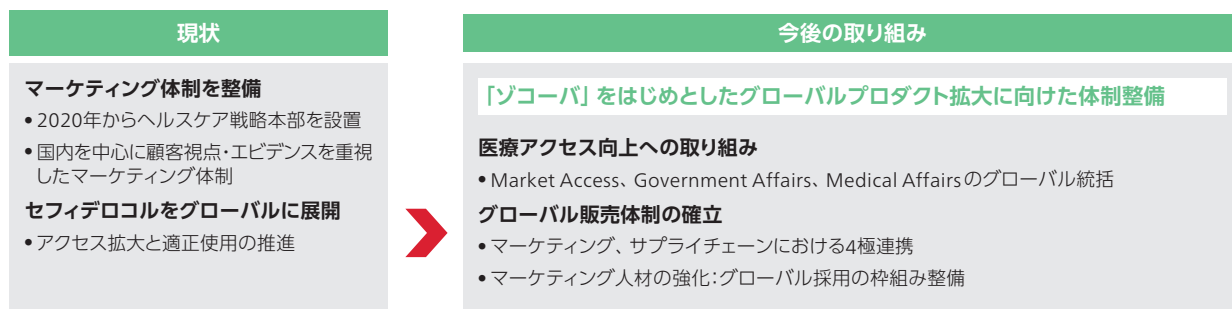 現状
マーケティング体制を整備
•2020年からヘルスケア戦略本部を設置
•国内を中心に顧客視点・エビデンスを重視
したマーケティング体制
セフィデロコルをグローバルに展開
•アクセス拡大と適正使用の推進
今後の取り組み
「ゾコーバ」をはじめとしたグローバルプロダクト拡大に向けた体制整備
医療アクセス向上への取り組み
•Market Access、Government Affairs、Medical Affairsのグローバル統括
グローバル販売体制の確立
•マーケティング、サプライチェーンにおける4極連携
•マーケティング人材の強化：グローバル採用の枠組み整備